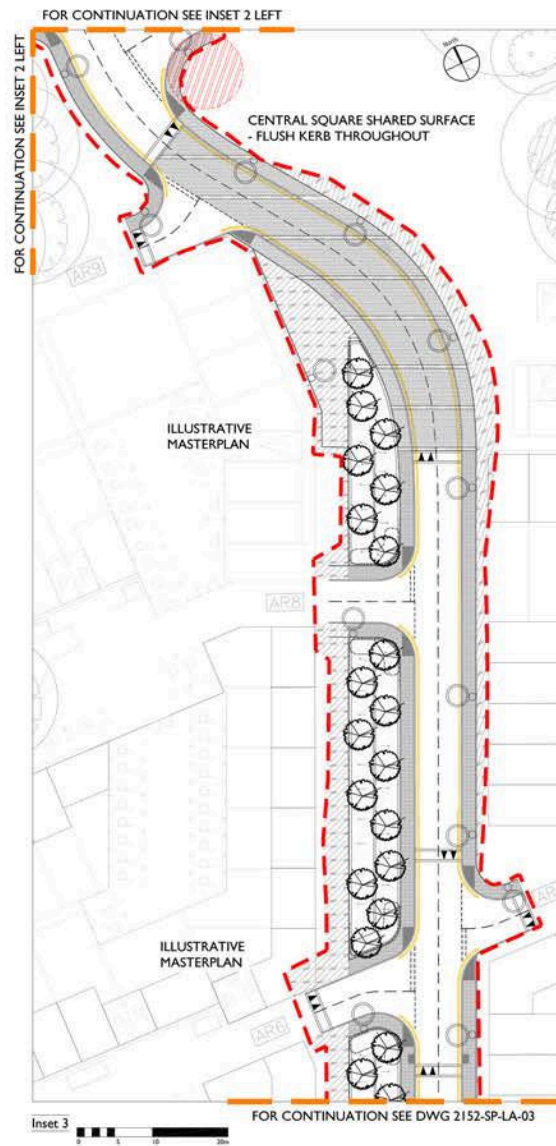 FOR CONTINUATION SEE INSET 2 LEFT
FOR CONTINUATION SEE INSET 2 LEFT
North
CENTRAL SQUARE SHARED SURFACE
- FLUSH KERB THROUGHOUT
AR9
ILLUSTRATIVE
MASTERPLAN
AR8
ILLUSTRATIVE
MASTERPLAN
AR6
FOR CONTINUATION SEE DWG 2152-SP-LA-03
Inset 3
0 5 10 20m